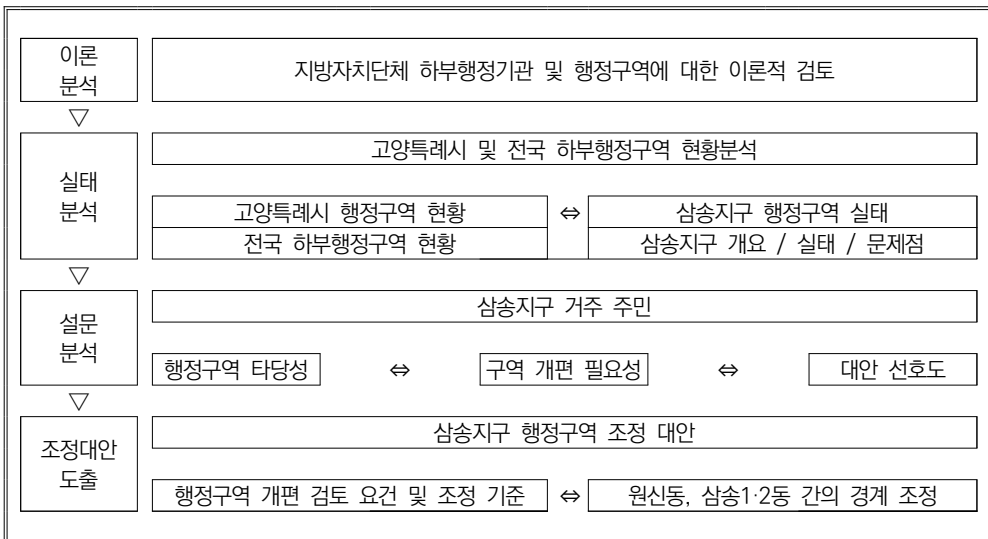 이론
분석
지방자치단체 하부행정기관 및 행정구역에 대한 이론적 검토
▽
실태
분석
고양특례시 및 전국 하부행정구역 현황분석
고양특례시 행정구역 현황 ⇔ 삼송지구 행정구역 실태
전국 하부행정구역 현황 삼송지구 개요 / 실태 / 문제점
▽
설문
분석
삼송지구 거주 주민
행정구역 타당성 ⇔ 구역 개편 필요성 ⇔ 대안 선호도
▽
조정대안
도출
삼송지구 행정구역 조정 대안
행정구역 개편 검토 요건 및 조정 기준 ⇔ 원신동, 삼송1·2동 간의 경계 조정